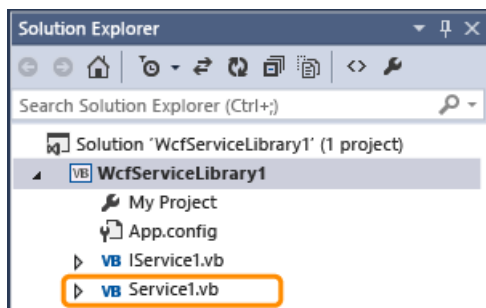 Solution Explorer
Search Solution Explorer (Ctrl+;)
Solution 'WcfServiceLibrary1' (1 project)
VB WcfServiceLibrary1
My Project
App.config
VB IService1.vb
VB Service1.vb